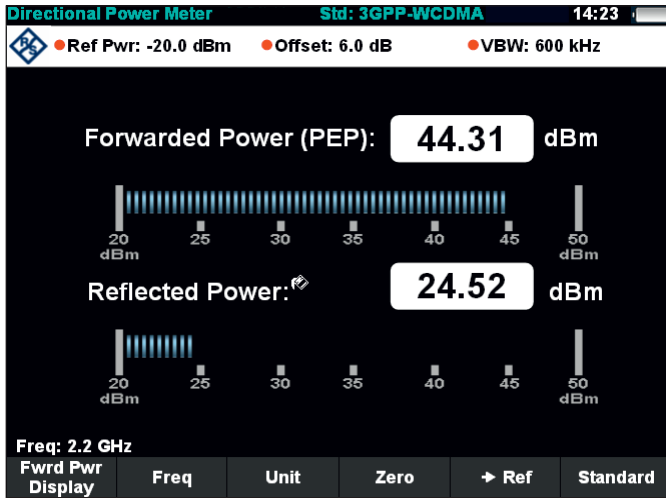 Directional Power Meter Std: 3GPP-WCDMA 14:23
R&S Ref Pwr: -20.0 dBm Offset: 6.0 dB VBW: 600 kHz
Forwarded Power (PEP): 44.31 dBm
20 25 30 35 40 45 50
dBm dBm
Reflected Power: 24.52 dBm
20 25 30 35 40 45 50
dBm dBm
Freq: 2.2 GHz
Fwrd Pwr Display Freq Unit Zero → Ref Standard